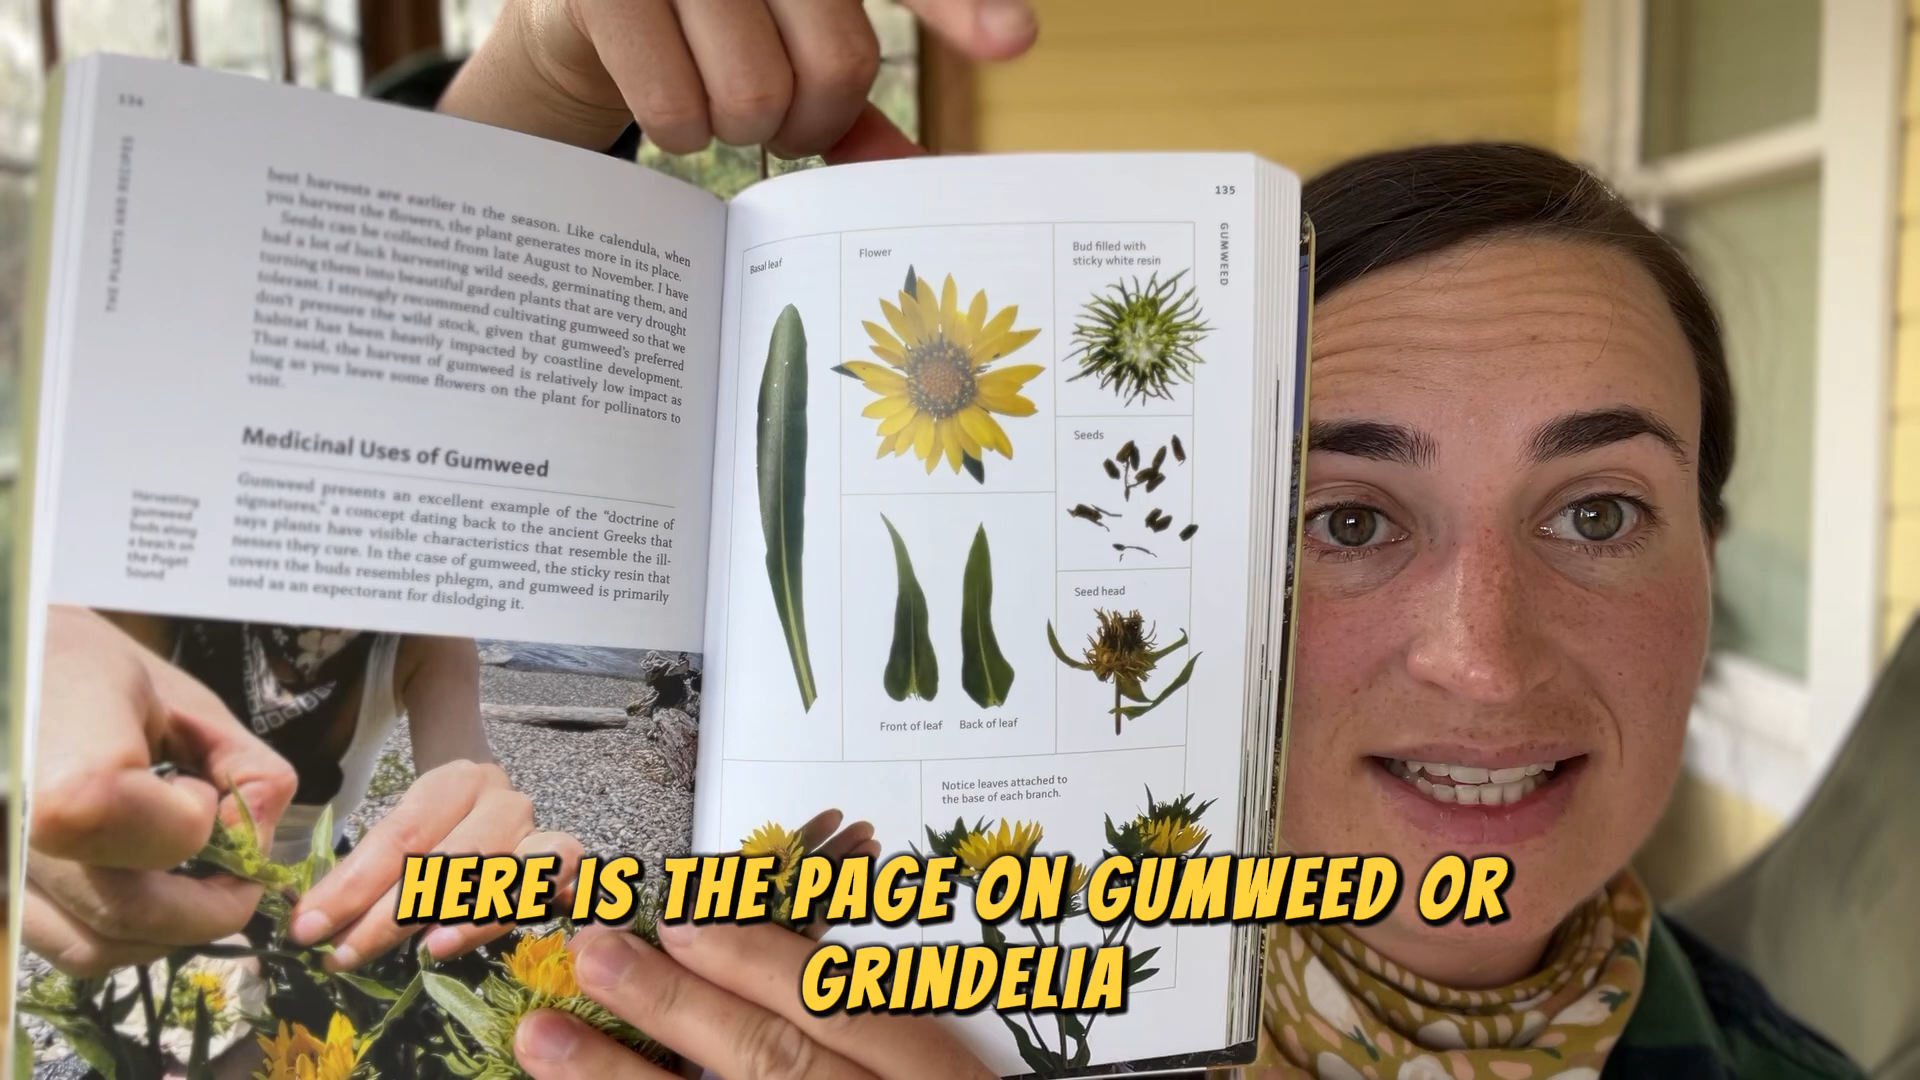 134
THE PLANTS AND RECIPES
best harvests are earlier in the season. Like calendula, when
you harvest the flowers, the plant generates more in its place.
Seeds can be collected from late August to November. I have
had a lot of luck harvesting wild seeds, germinating them, and
turning them into beautiful garden plants that are very drought
tolerant. I strongly recommend cultivating gumweed so that we
don't pressure the wild stock, given that gumweed's preferred
habitat has been heavily impacted by coastline development.
That said, the harvest of gumweed is relatively low impact as
long as you leave some flowers on the plant for pollinators to
visit.
Medicinal Uses of Gumweed
Gumweed presents an excellent example of the "doctrine of
signatures," a concept dating back to the ancient Greeks that
says plants have visible characteristics that resemble the ill-
nesses they cure. In the case of gumweed, the sticky resin that
covers the buds resembles phlegm, and gumweed is primarily
used as an expectorant for dislodging it.
Harvesting
gumweed
buds along
a beach on
the Puget
Sound
135
GUMWEED
Basal leaf
Flower
Bud filled with
sticky white resin
Seeds
Seed head
Front of leaf
Back of leaf
Notice leaves attached to
the base of each branch.
HERE IS THE PAGE ON GUMWEED OR
GRINDELIA